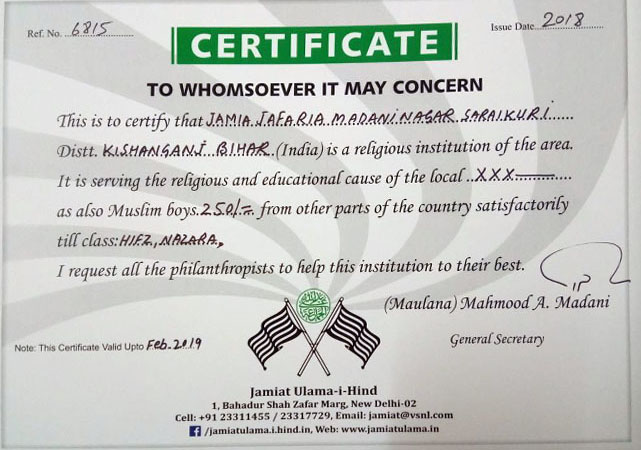 Ref. No. 6815
Issue Date 2018
CERTIFICATE
TO WHOMSOEVER IT MAY CONCERN
This is to certify that JAMIA JAFARIA MADANINAGAR SARAIKURI
Distt. KISHANGANJ BIHAR (India) is a religious institution of the area.
It is serving the religious and educational cause of the local XXX
as also Muslim boys 250/= from other parts of the country satisfactorily
till class: HIFZ, NAZARA,
I request all the philanthropists to help this institution to their best.
(Maulana) Mahmood A. Madani
General Secretary
Note: This Certificate Valid Upto Feb. 2019
Jamiat Ulama-i-Hind
1, Bahadur Shah Zafar Marg, New Delhi-02
Cell: +91 23311455 / 23317729, Email: jamiat@vsnl.com
/jamiatulama.i.hind.in, Web: www.jamiatulama.in